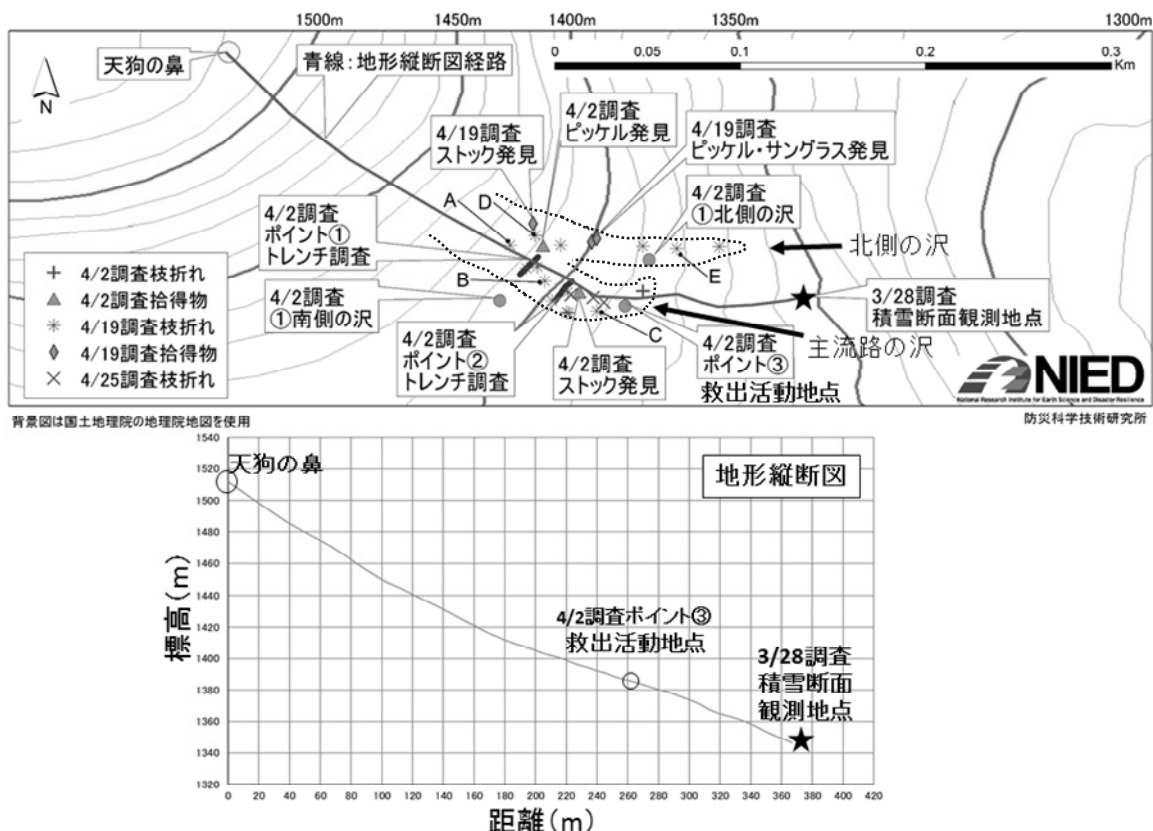 1500m 1450m 1400m 1350m 1300m
天狗の鼻
青線:地形縦断図経路
0 0.05 0.1 0.2 0.3
Km
N
4/19調査
ストック発見
4/2調査
ピッケル発見
4/19調査
ピッケル・サングラス発見
A
D
4/2調査
ポイント①
トレンチ調査
4/2調査
①北側の沢
北側の沢
E
B
C
4/2調査
①南側の沢
4/2調査
ポイント②
トレンチ調査
4/2調査
ストック発見
4/2調査
ポイント③
救出活動地点
主流路の沢
3/28調査
積雪断面観測地点
4/2調査枝折れ
4/2調査拾得物
4/19調査枝折れ
4/19調査拾得物
4/25調査枝折れ
NIED
National Research Institute for Earth Science and Disaster Resilience
背景図は国土地理院の地理院地図を使用
防災科学技術研究所
地形縦断図
天狗の鼻
4/2調査ポイント③
救出活動地点
3/28調査
積雪断面
観測地点
標高(m)
1540
1520
1500
1480
1460
1440
1420
1400
1380
1360
1340
1320
0 20 40 60 80 100 120 140 160 180 200 220 240 260 280 300 320 340 360 380 400 420
距離(m)